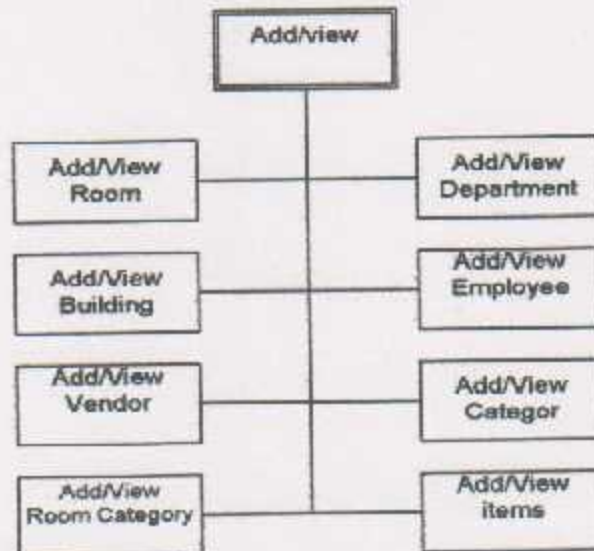 Add/view
Add/View
Room
Add/View
Department
Add/View
Building
Add/View
Employee
Add/View
Vendor
Add/View
Categor
Add/View
Room Category
Add/View
items